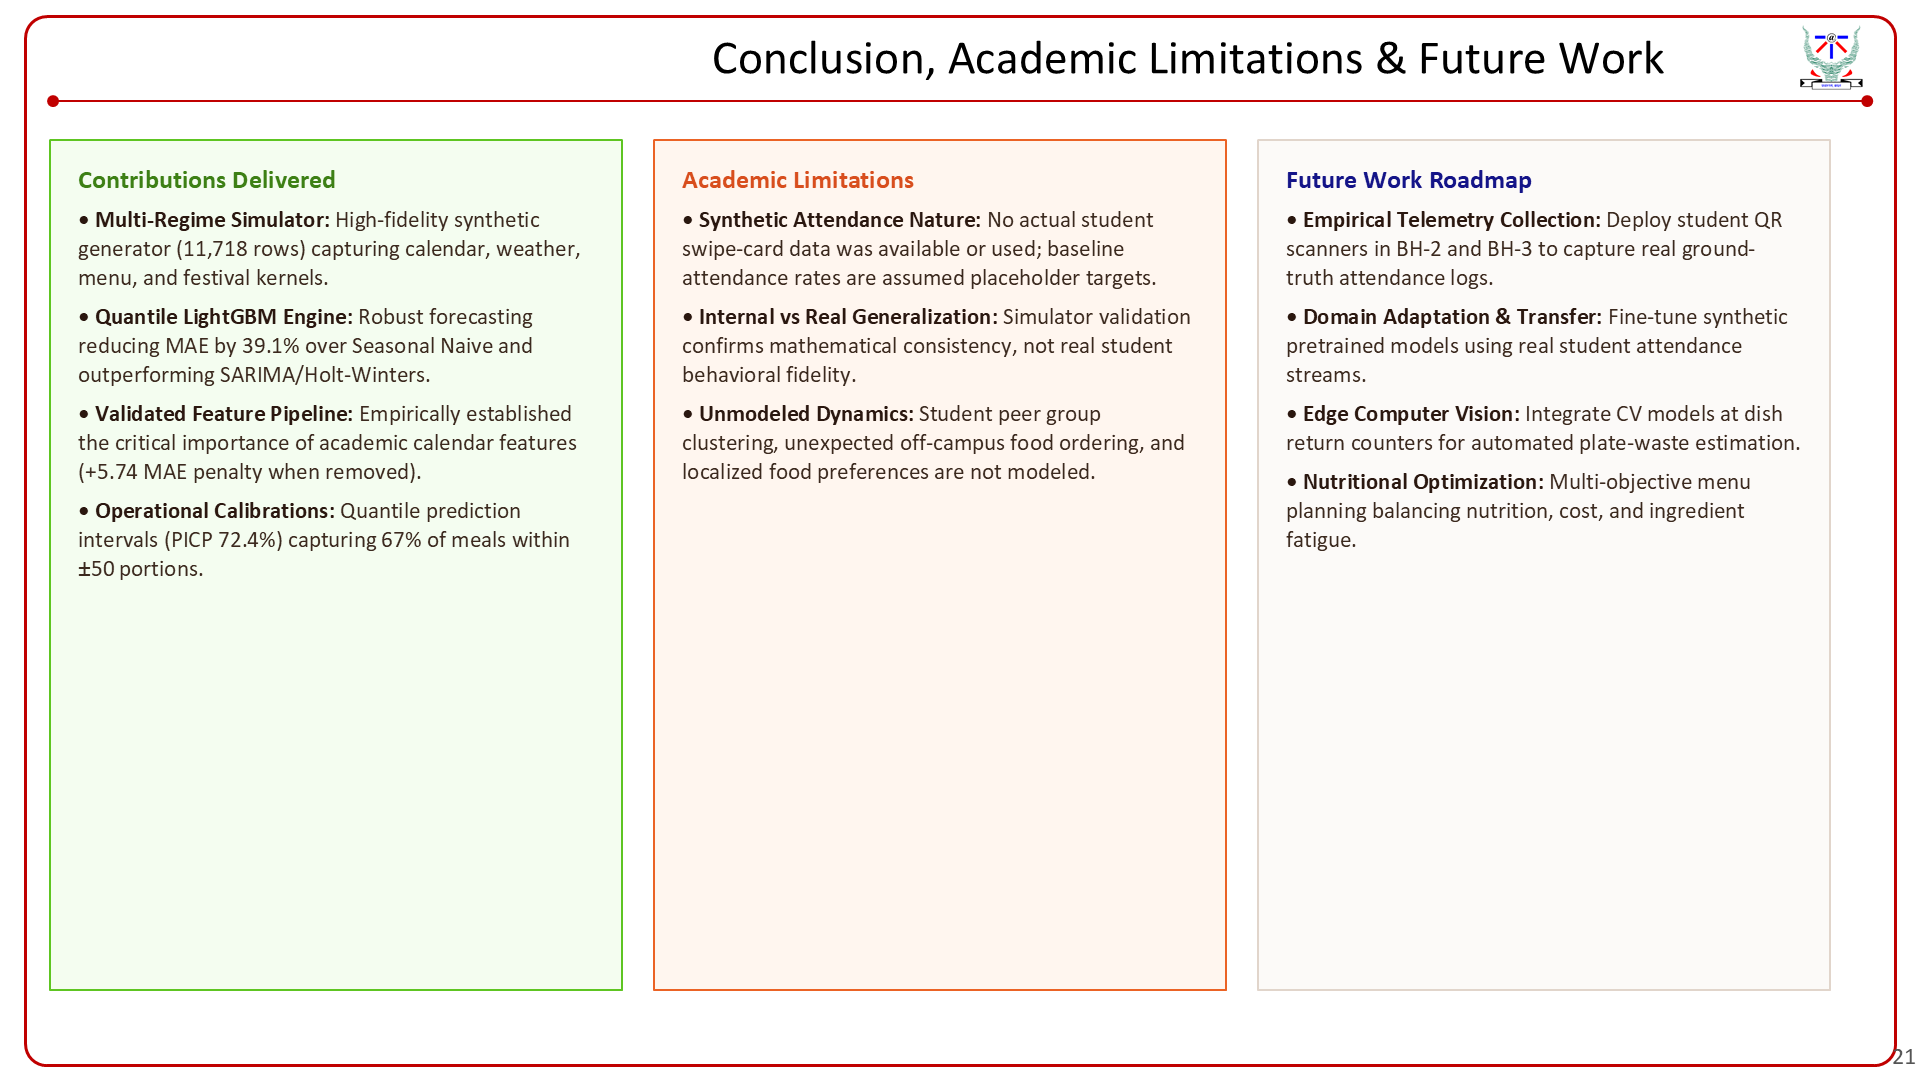 Conclusion, Academic Limitations & Future Work
@
Contributions Delivered
• Multi-Regime Simulator: High-fidelity synthetic
generator (11,718 rows) capturing calendar, weather,
menu, and festival kernels.
• Quantile LightGBM Engine: Robust forecasting
reducing MAE by 39.1% over Seasonal Naive and
outperforming SARIMA/Holt-Winters.
• Validated Feature Pipeline: Empirically established
the critical importance of academic calendar features
(+5.74 MAE penalty when removed).
• Operational Calibrations: Quantile prediction
intervals (PICP 72.4%) capturing 67% of meals within
±50 portions.
Academic Limitations
• Synthetic Attendance Nature: No actual student
swipe-card data was available or used; baseline
attendance rates are assumed placeholder targets.
• Internal vs Real Generalization: Simulator validation
confirms mathematical consistency, not real student
behavioral fidelity.
• Unmodeled Dynamics: Student peer group
clustering, unexpected off-campus food ordering, and
localized food preferences are not modeled.
Future Work Roadmap
• Empirical Telemetry Collection: Deploy student QR
scanners in BH-2 and BH-3 to capture real ground-
truth attendance logs.
• Domain Adaptation & Transfer: Fine-tune synthetic
pretrained models using real student attendance
streams.
• Edge Computer Vision: Integrate CV models at dish
return counters for automated plate-waste estimation.
• Nutritional Optimization: Multi-objective menu
planning balancing nutrition, cost, and ingredient
fatigue.
21